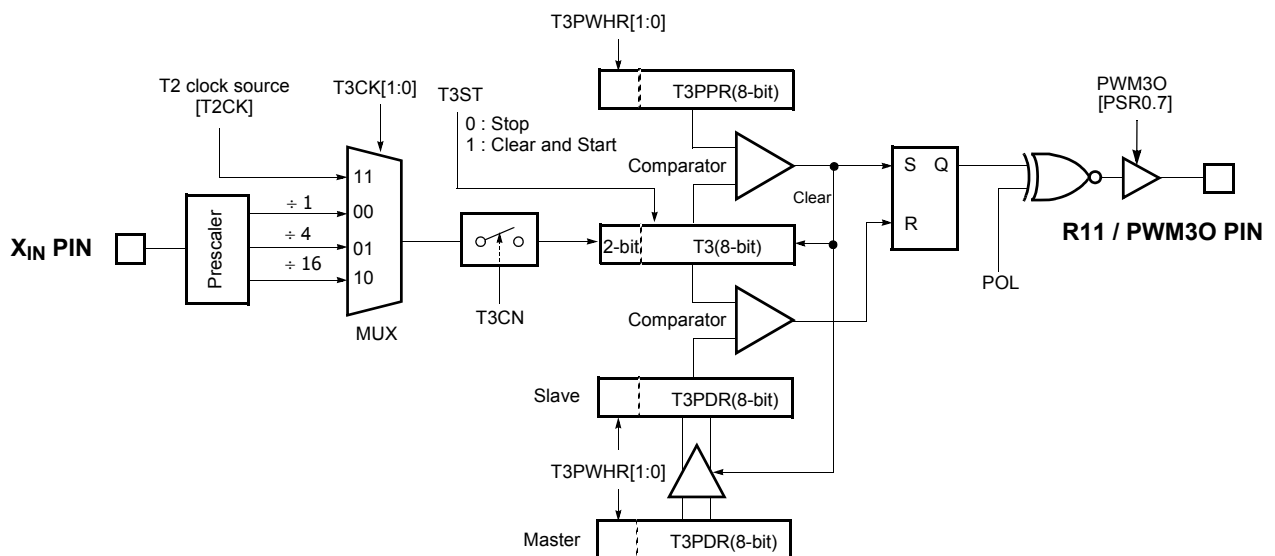 T3PWHR[1:0]
T3PPR(8-bit)
T2 clock source
[T2CK]
T3CK[1:0]
T3ST
0 : Stop
1 : Clear and Start
PWM3O
[PSR0.7]
Comparator
Clear
S Q
R
11
00
01
10
÷ 1
÷ 4
÷ 16
XIN PIN
Prescaler
MUX
T3CN
2-bit
T3(8-bit)
POL
R11 / PWM3O PIN
Comparator
Slave
T3PDR(8-bit)
T3PWHR[1:0]
Master
T3PDR(8-bit)